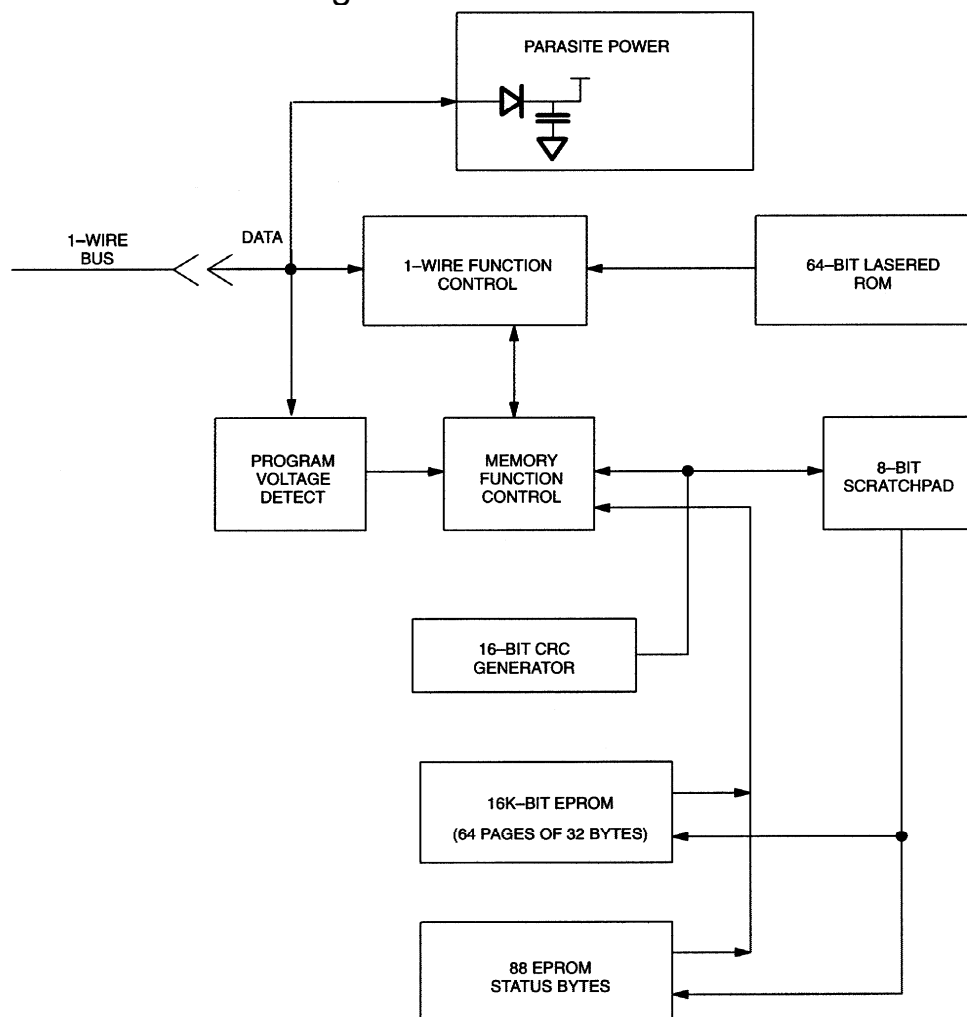 PARASITE POWER
1–WIRE
BUS
DATA
1–WIRE FUNCTION
CONTROL
64–BIT LASERED
ROM
PROGRAM
VOLTAGE
DETECT
MEMORY
FUNCTION
CONTROL
8–BIT
SCRATCHPAD
16–BIT CRC
GENERATOR
16K–BIT EPROM
(64 PAGES OF 32 BYTES)
88 EPROM
STATUS BYTES